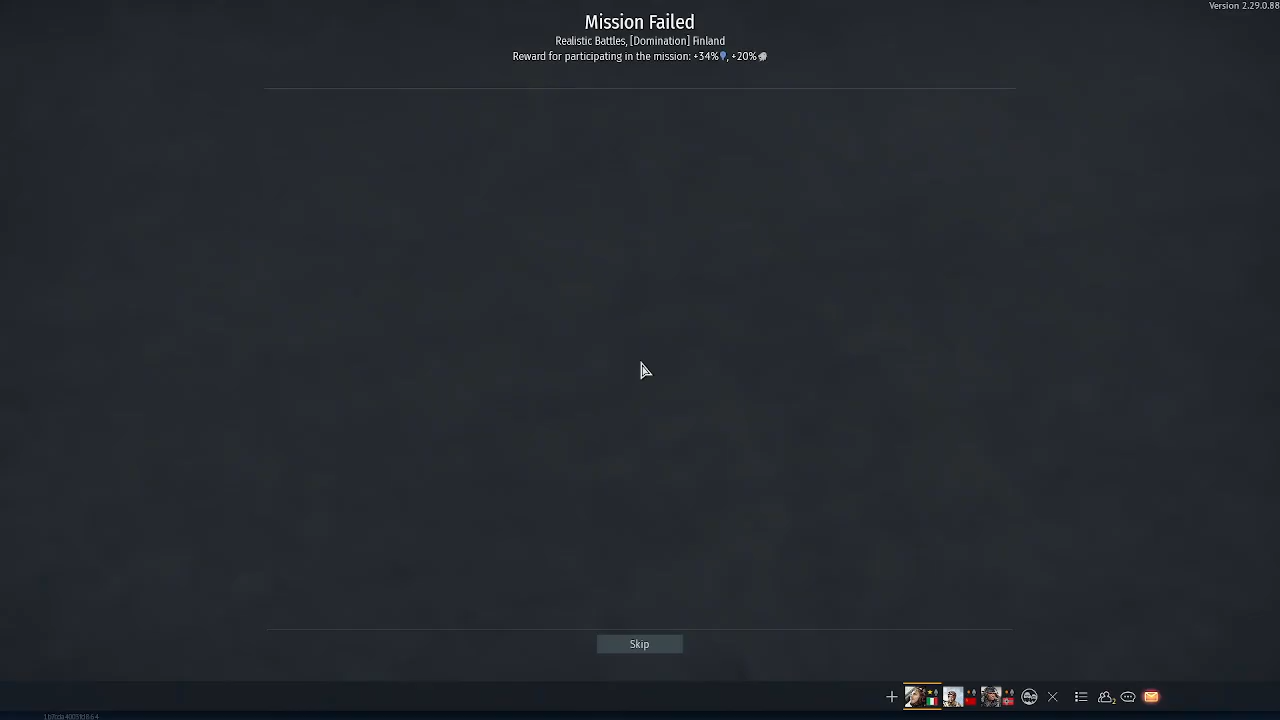 Version 2.29.0.88
Mission Failed
Realistic Battles, [Domination] Finland
Reward for participating in the mission: +34%, +20%
Skip
2